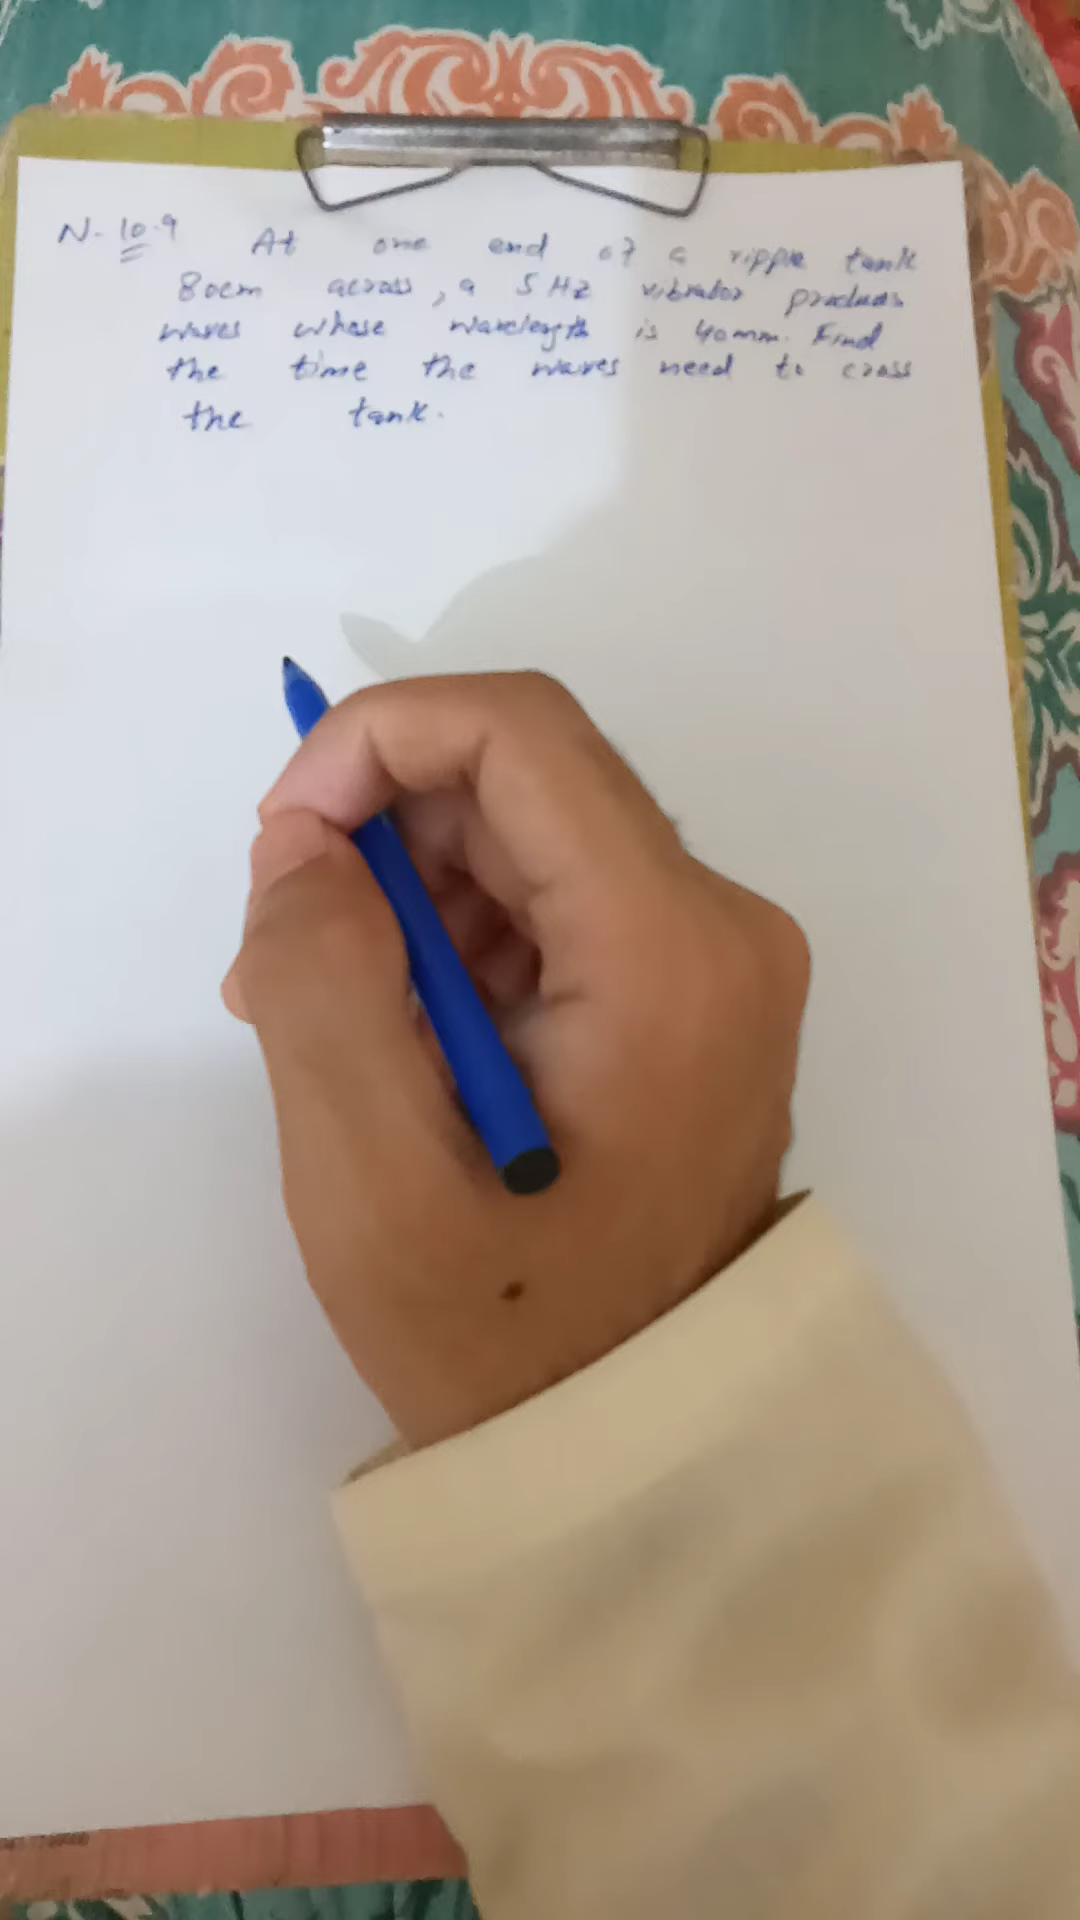 N-10.9 At one end of a ripple tank
80cm across, a 5 Hz vibrator produces
waves whose wavelength is 40mm. Find
the time the waves need to cross
the tank.